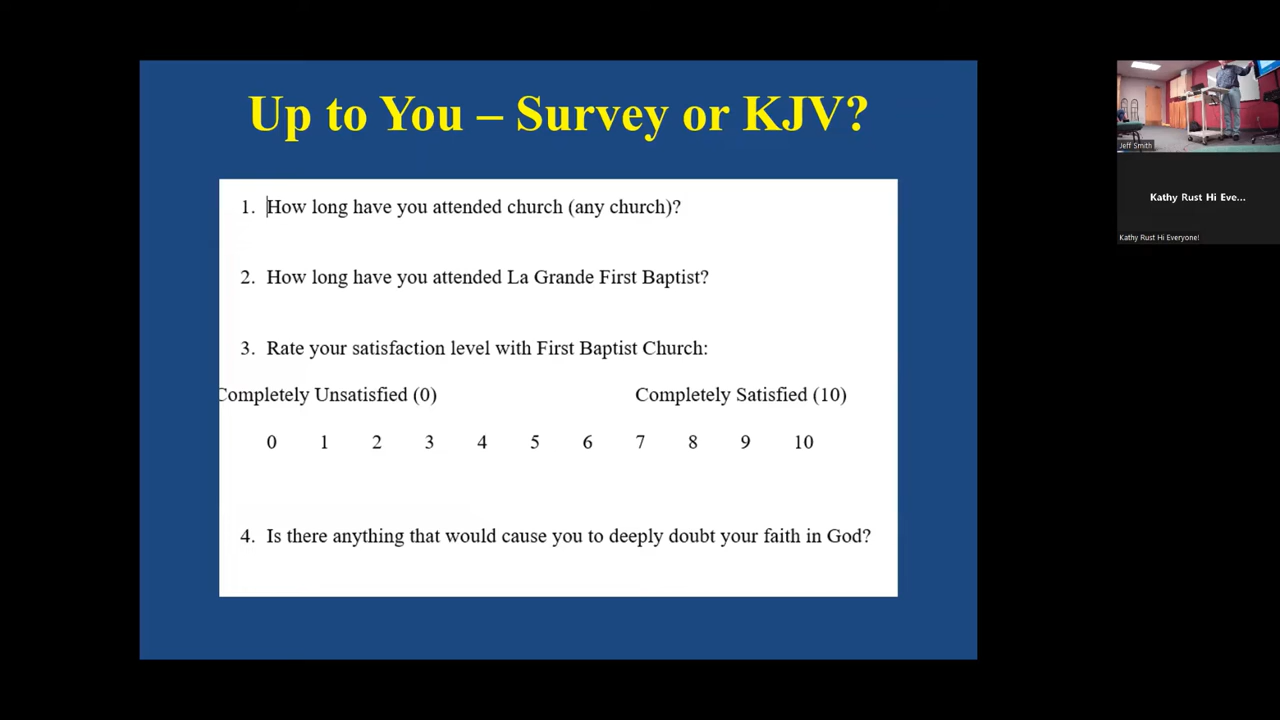 Up to You – Survey or KJV?
1. How long have you attended church (any church)?
2. How long have you attended La Grande First Baptist?
3. Rate your satisfaction level with First Baptist Church:
Completely Unsatisfied (0) Completely Satisfied (10)
0 1 2 3 4 5 6 7 8 9 10
4. Is there anything that would cause you to deeply doubt your faith in God?
Jeff Smith
Kathy Rust Hi Eve...
Kathy Rust Hi Everyone!